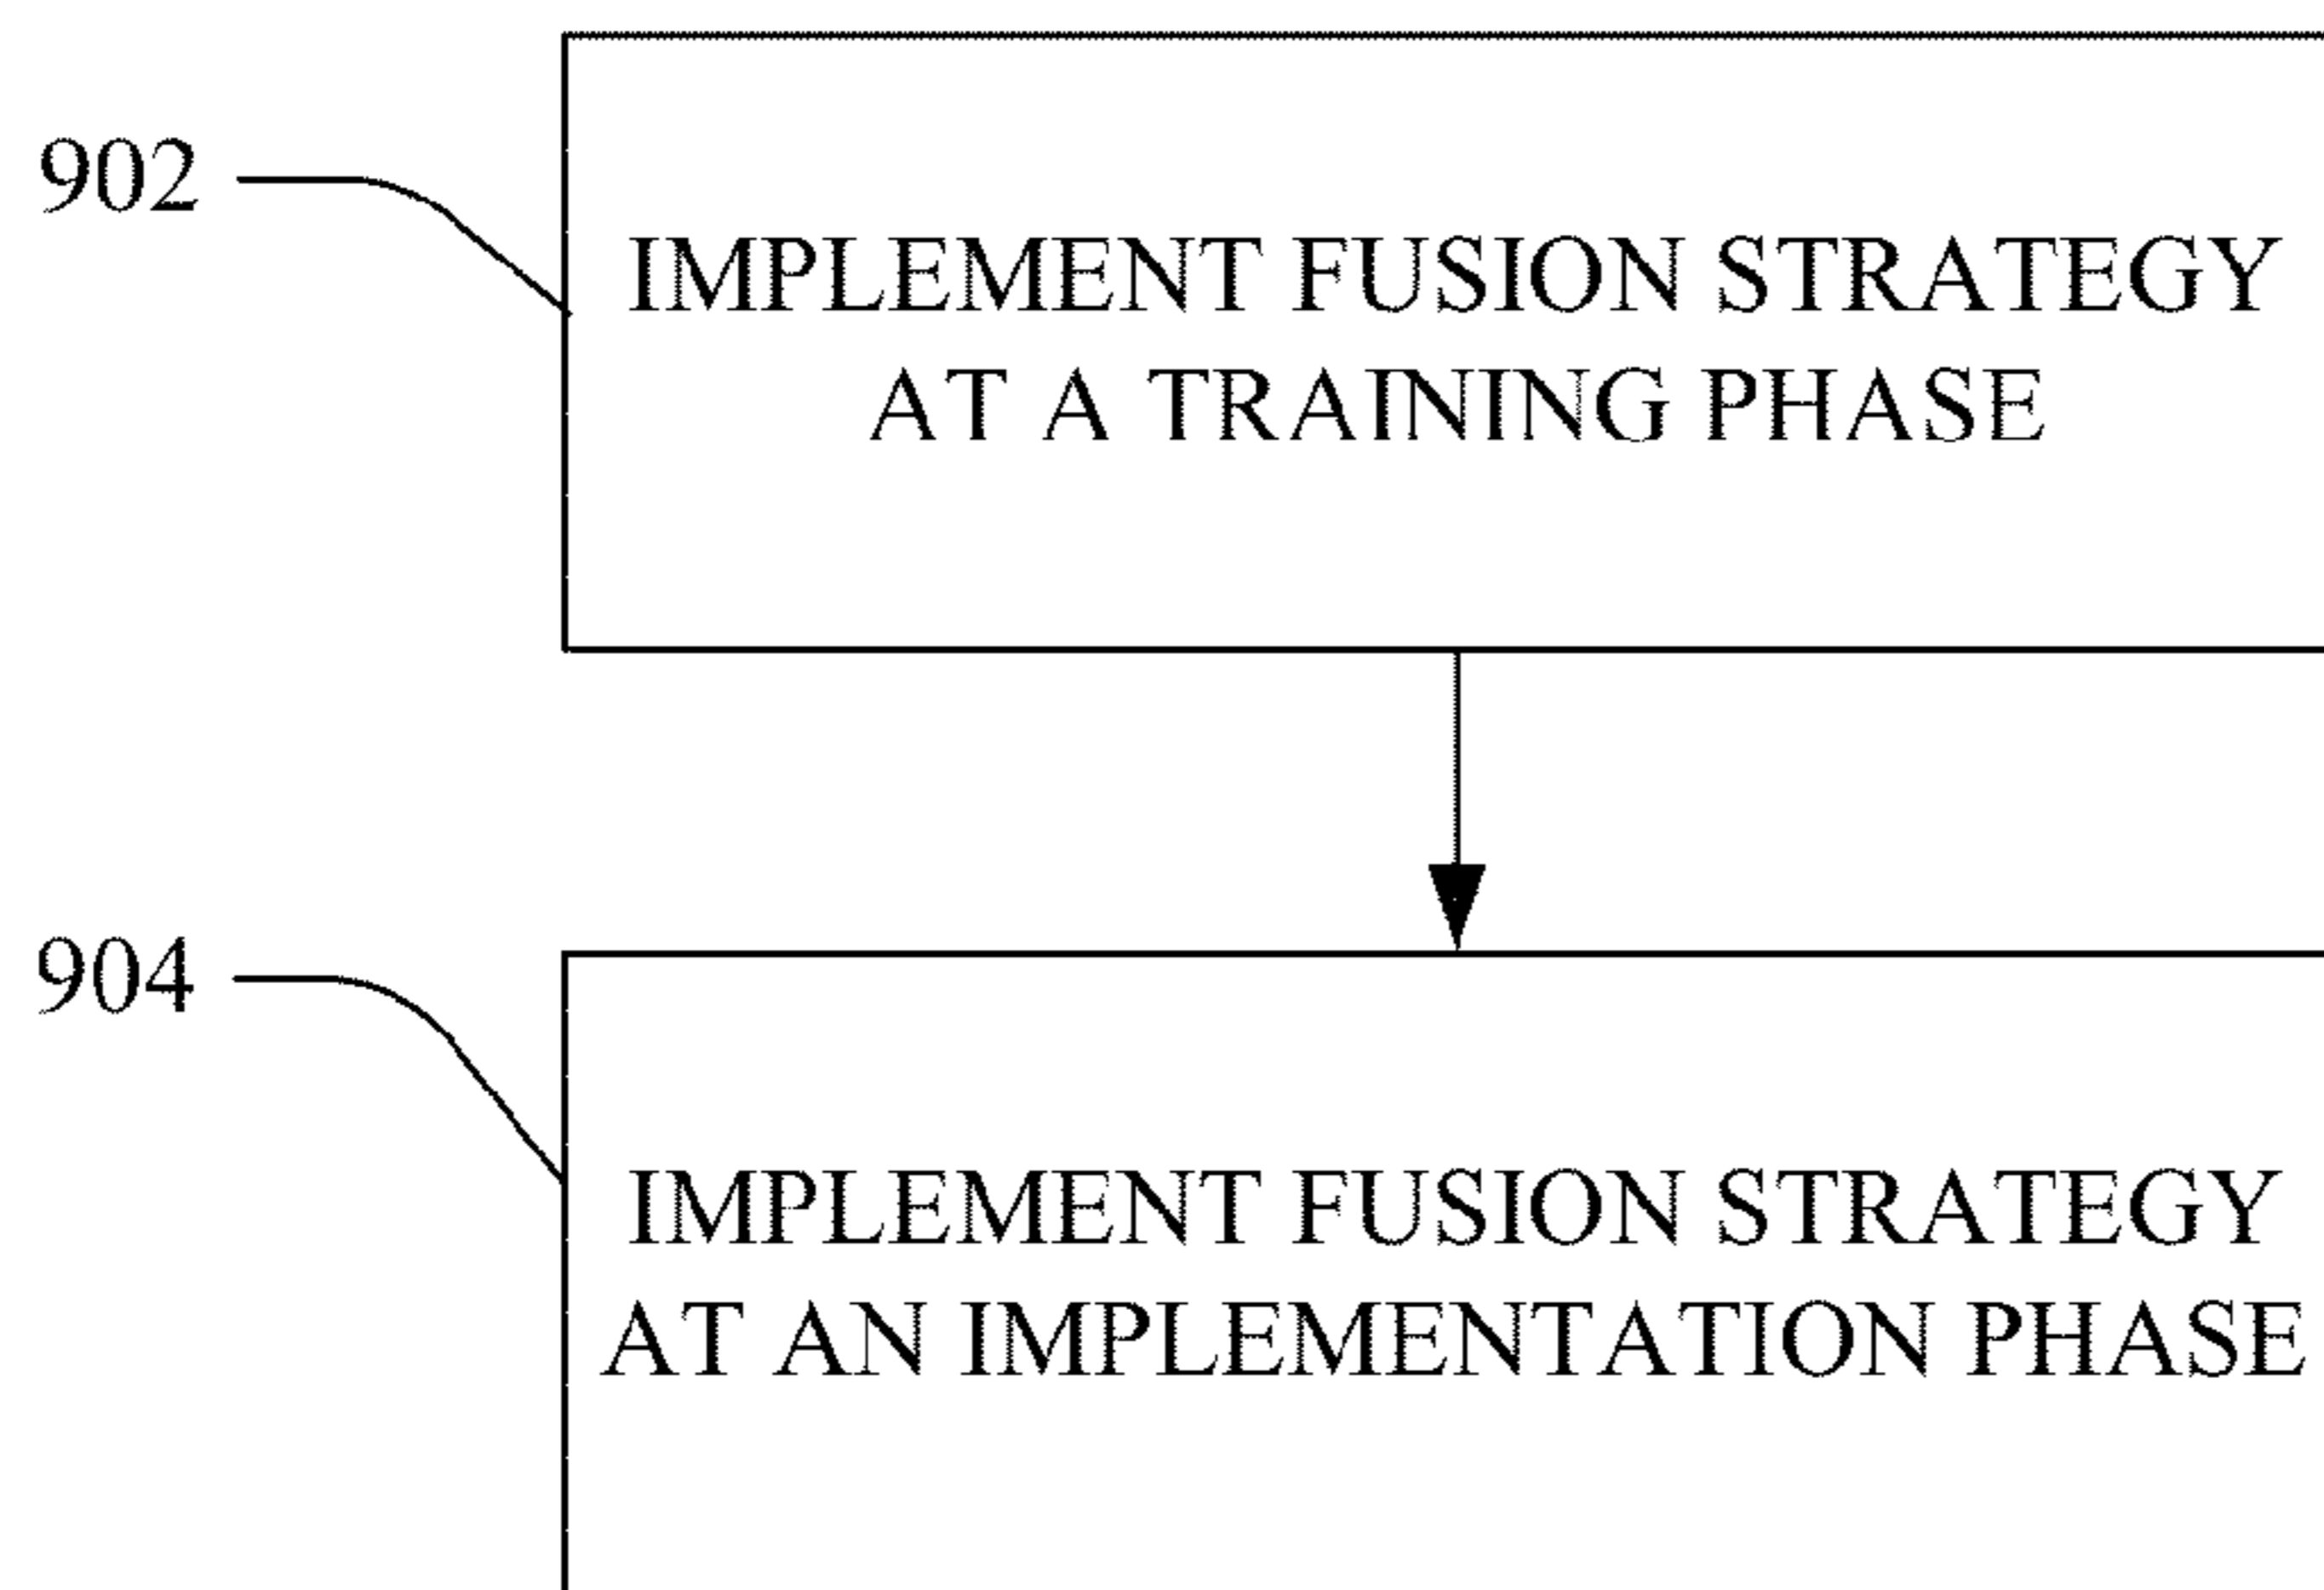 902
IMPLEMENT FUSION STRATEGY
AT A TRAINING PHASE
904
IMPLEMENT FUSION STRATEGY
AT AN IMPLEMENTATION PHASE